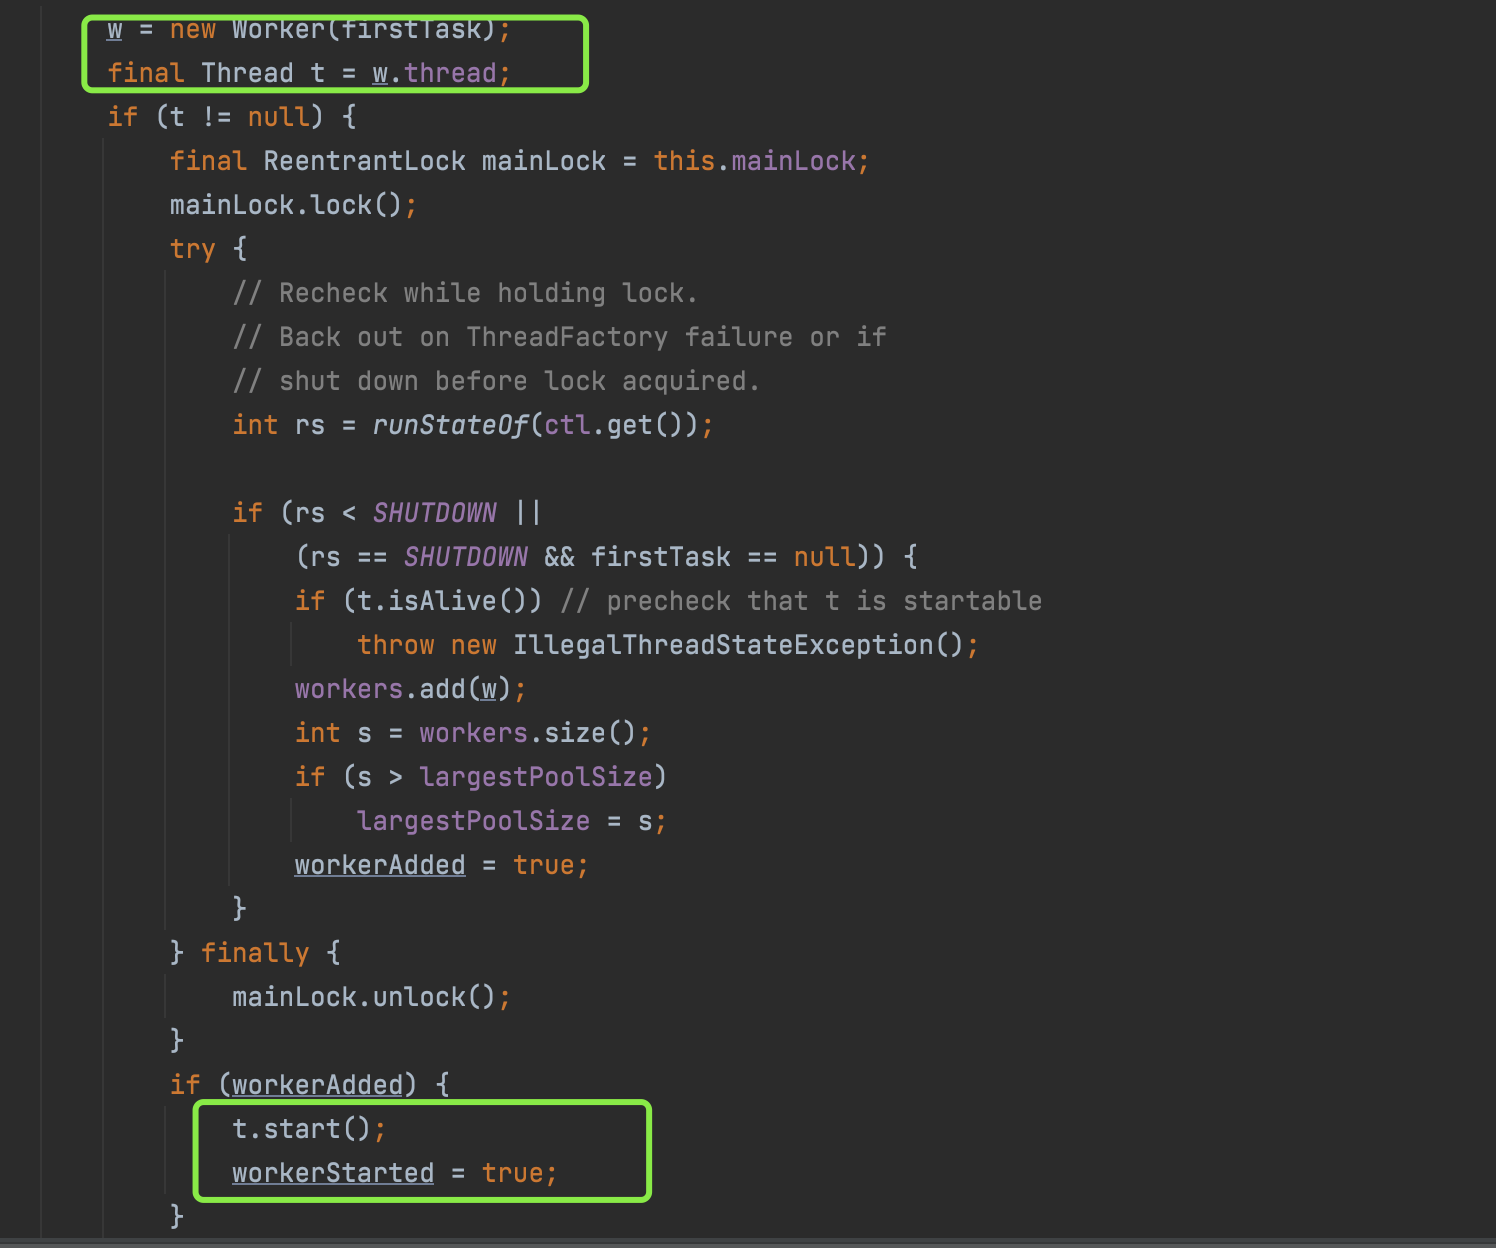 w = new Worker(firstTask);
final Thread t = w.thread;
if (t != null) {
final ReentrantLock mainLock = this.mainLock;
mainLock.lock();
try {
// Recheck while holding lock.
// Back out on ThreadFactory failure or if
// shut down before lock acquired.
int rs = runStateOf(ctl.get());
if (rs < SHUTDOWN ||
(rs == SHUTDOWN && firstTask == null)) {
if (t.isAlive()) // precheck that t is startable
throw new IllegalThreadStateException();
workers.add(w);
int s = workers.size();
if (s > largestPoolSize)
largestPoolSize = s;
workerAdded = true;
}
} finally {
mainLock.unlock();
}
if (workerAdded) {
t.start();
workerStarted = true;
}